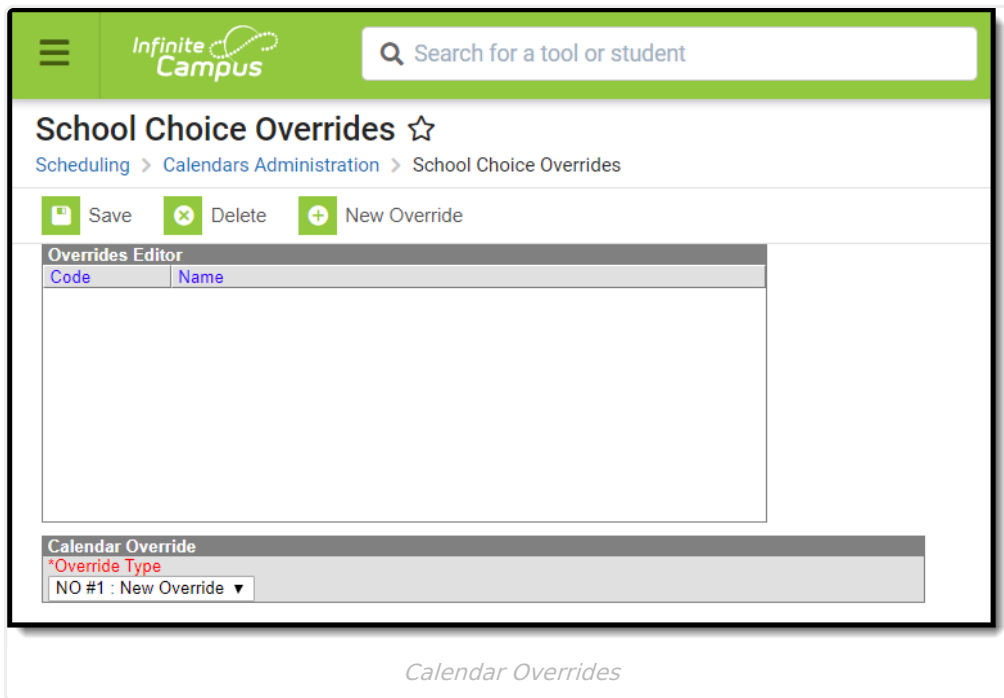 Infinite
Campus
Search for a tool or student
School Choice Overrides
Scheduling > Calendars Administration > School Choice Overrides
Save Delete New Override
Overrides Editor
Code Name
Calendar Override
*Override Type
NO #1 : New Override ▼
Calendar Overrides